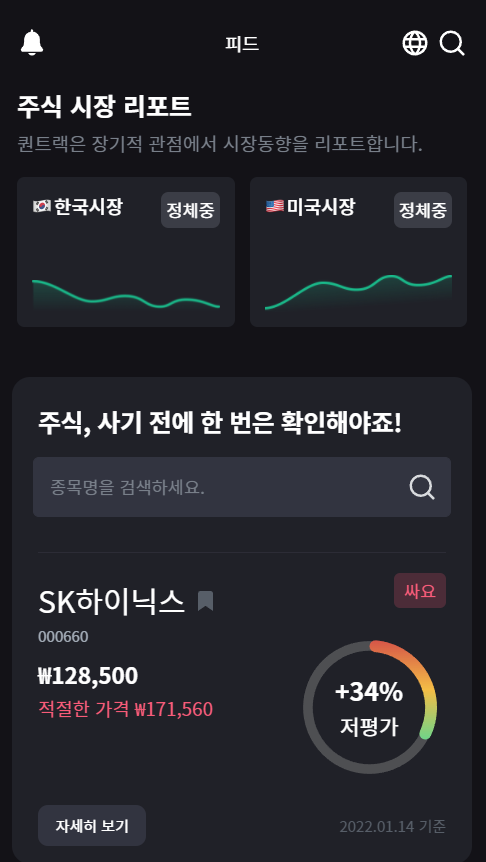 피드
주식 시장 리포트
퀀트랙은 장기적 관점에서 시장동향을 리포트합니다.
🇰🇷한국시장 정체중
🇺🇸미국시장 정체중
주식, 사기 전에 한 번은 확인해야죠!
종목명을 검색하세요.
SK하이닉스
싸요
000660
₩128,500
적절한 가격 ₩171,560
+34%
저평가
자세히 보기
2022.01.14 기준